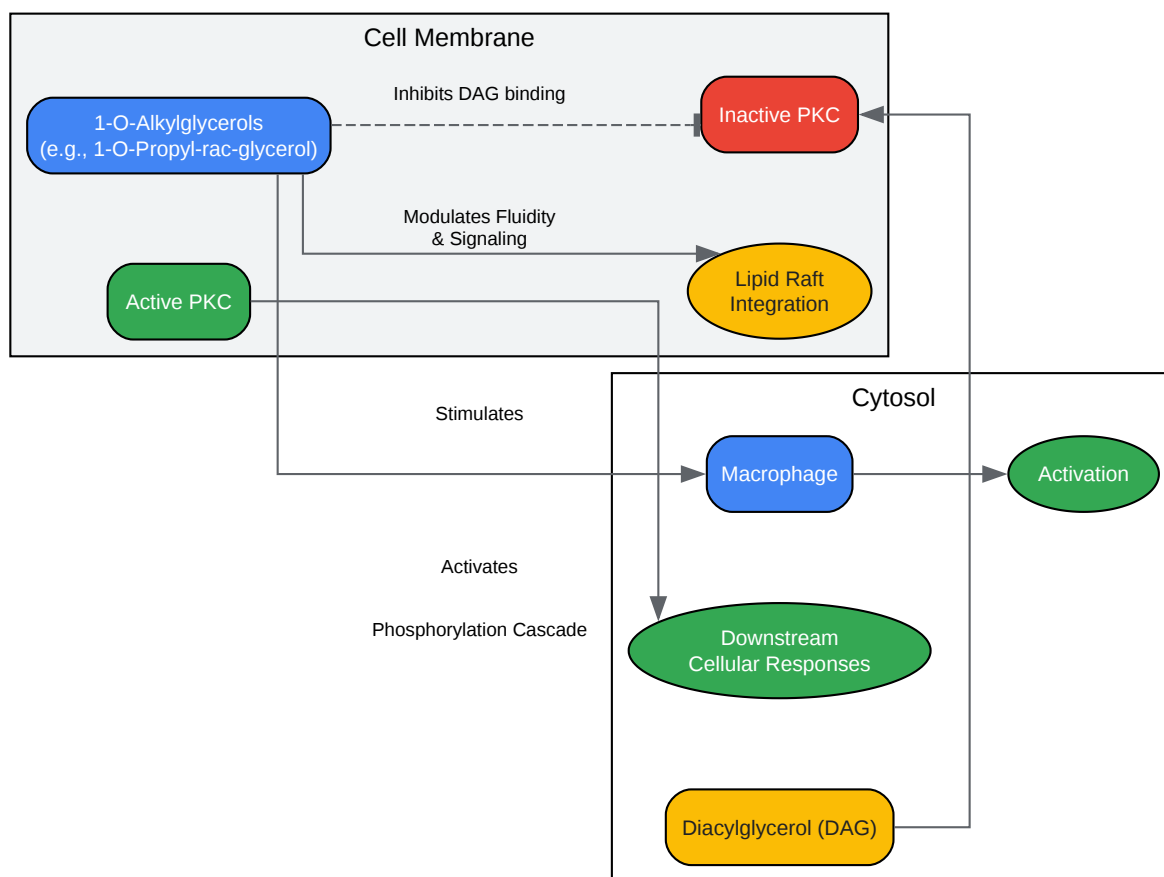 Cell Membrane
Inhibits DAG binding
1-O-Alkylglycerols
(e.g., 1-O-Propyl-rac-glycerol)
Inactive PKC
Modulates Fluidity
& Signaling
Active PKC
Lipid Raft
Integration
Cytosol
Stimulates
Macrophage
Activation
Activates
Phosphorylation Cascade
Downstream
Cellular Responses
Diacylglycerol (DAG)